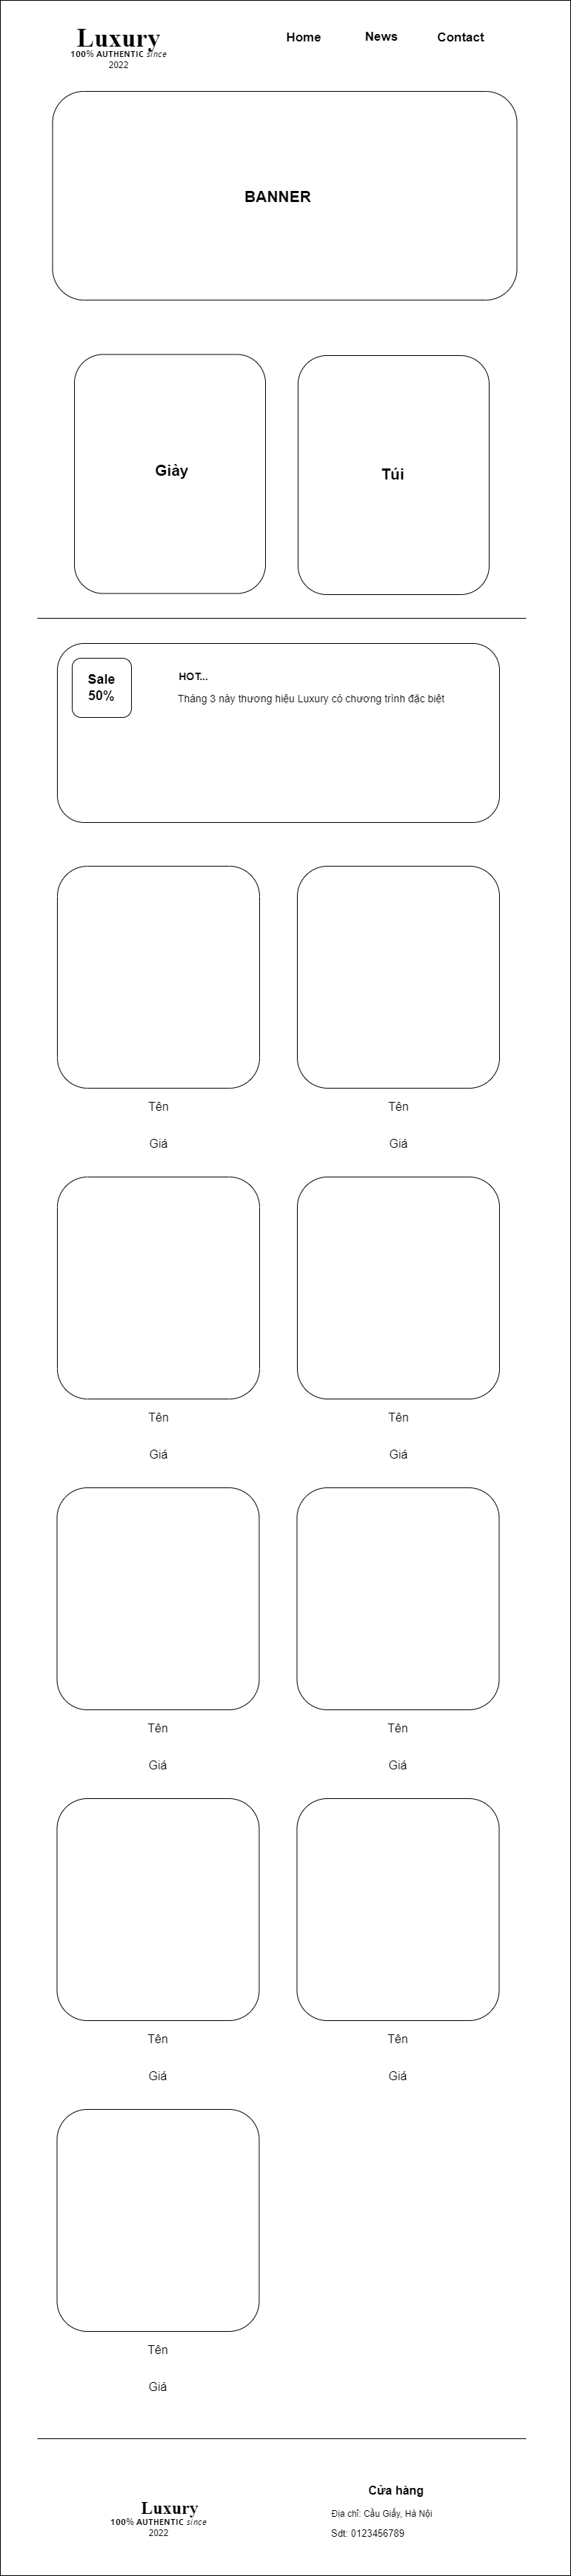 Luxury
100% AUTHENTIC since
2022
Home
News
Contact
BANNER
Giày
Túi
Sale
50%
HOT...
Tháng 3 này thương hiệu Luxury có chương trình đặc biệt
Tên
Tên
Giá
Giá
Tên
Tên
Giá
Giá
Tên
Tên
Giá
Giá
Tên
Tên
Giá
Giá
Tên
Giá
Luxury
100% AUTHENTIC since
2022
Cửa hàng
Địa chỉ: Cầu Giấy, Hà Nội
Sdt: 0123456789